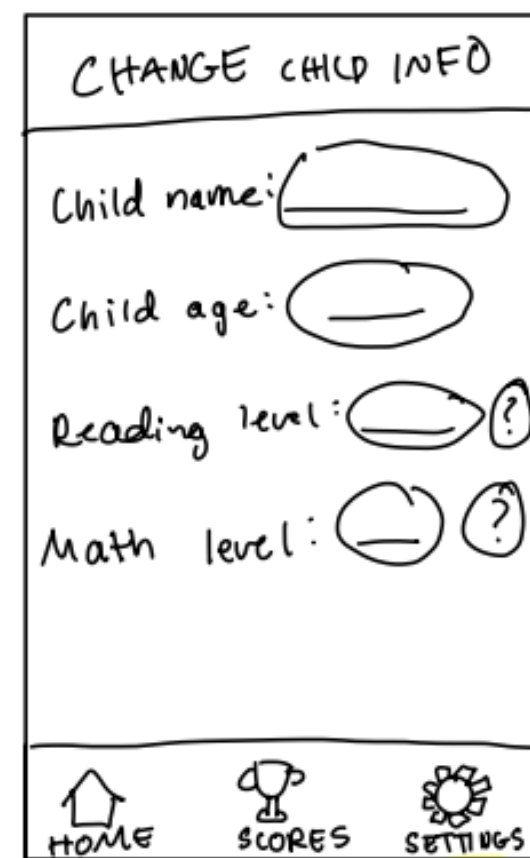 CHANGE CHILD INFO
Child name:
Child age:
Reading level: ?
Math level: ?
HOME SCORES SETTINGS